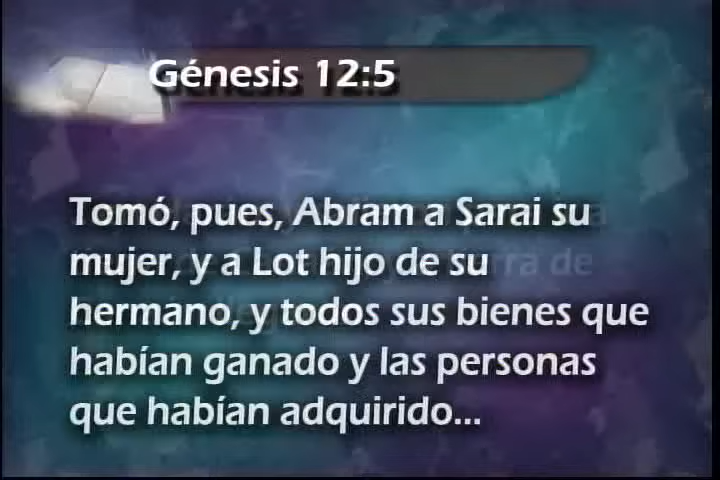 Génesis 12:5
Tomó, pues, Abram a Sarai su
mujer, y a Lot hijo de su
hermano, y todos sus bienes que
habían ganado y las personas
que habían adquirido...